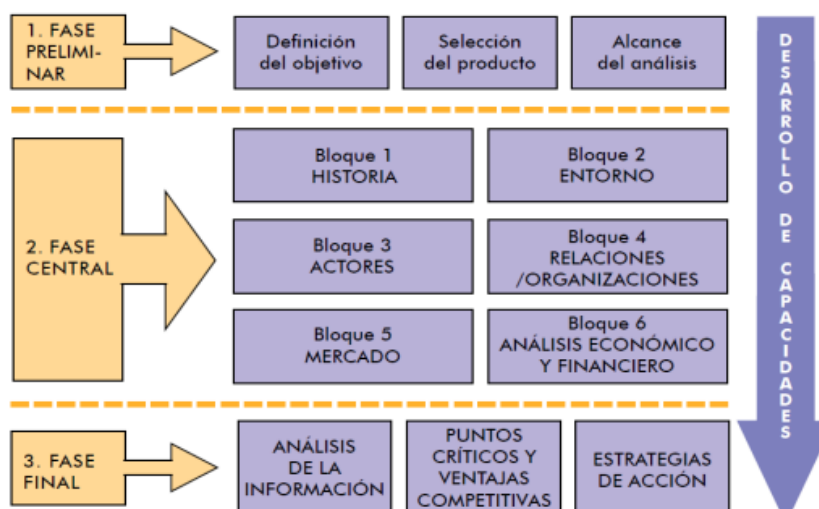 1. FASE
PRELIMI-
NAR
Definición
del objetivo
Selección
del producto
Alcance
del análisis
2. FASE
CENTRAL
Bloque 1
HISTORIA
Bloque 2
ENTORNO
Bloque 3
ACTORES
Bloque 4
RELACIONES
/ORGANIZACIONES
Bloque 5
MERCADO
Bloque 6
ANÁLISIS ECONÓMICO
Y FINANCIERO
3. FASE
FINAL
ANÁLISIS
DE LA
INFORMACIÓN
PUNTOS
CRÍTICOS Y
VENTAJAS
COMPETITIVAS
ESTRATEGIAS
DE ACCIÓN
DESARROLLO DE CAPACIDADES